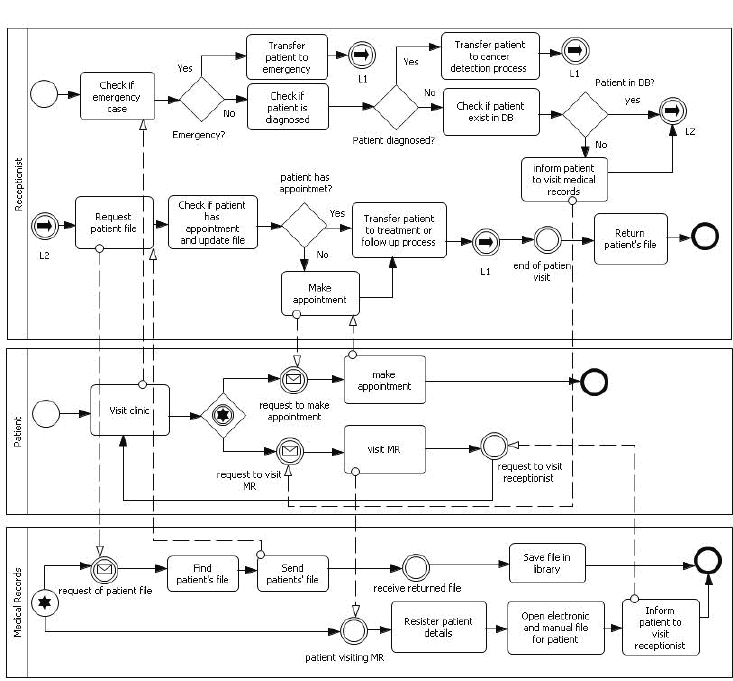 Receptionist
Yes
Transfer
patient to
emergency
L1
Yes
Transfer patient
to cancer
detection process
L1
Check if
emergency
case
No
Emergency?
Check if
patient is
diagnosed
No
Patient diagnosed?
Check if patient
exist in DB
Patient in DB?
yes
L2
No
inform patient
to visit medical
records
L2
Request
patient file
Check if patient
has
appointment
and update file
patient has
appointmet?
Yes
No
Transfer patient
to treatment or
follow up process
Make
appointment
L1
end of patien
visit
Return
patient's file
Patient
Visit clinic
request to make
appointment
make
appointment
request to visit
MR
visit MR
request to visit
receptionist
Medical Records
request of patient file
Find
patient's file
Send
patients' file
receive returned file
Save file in
library
patient visiting MR
Resister patient
details
Open electronic
and manual file
for patient
Inform
patient to
visit
receptionist